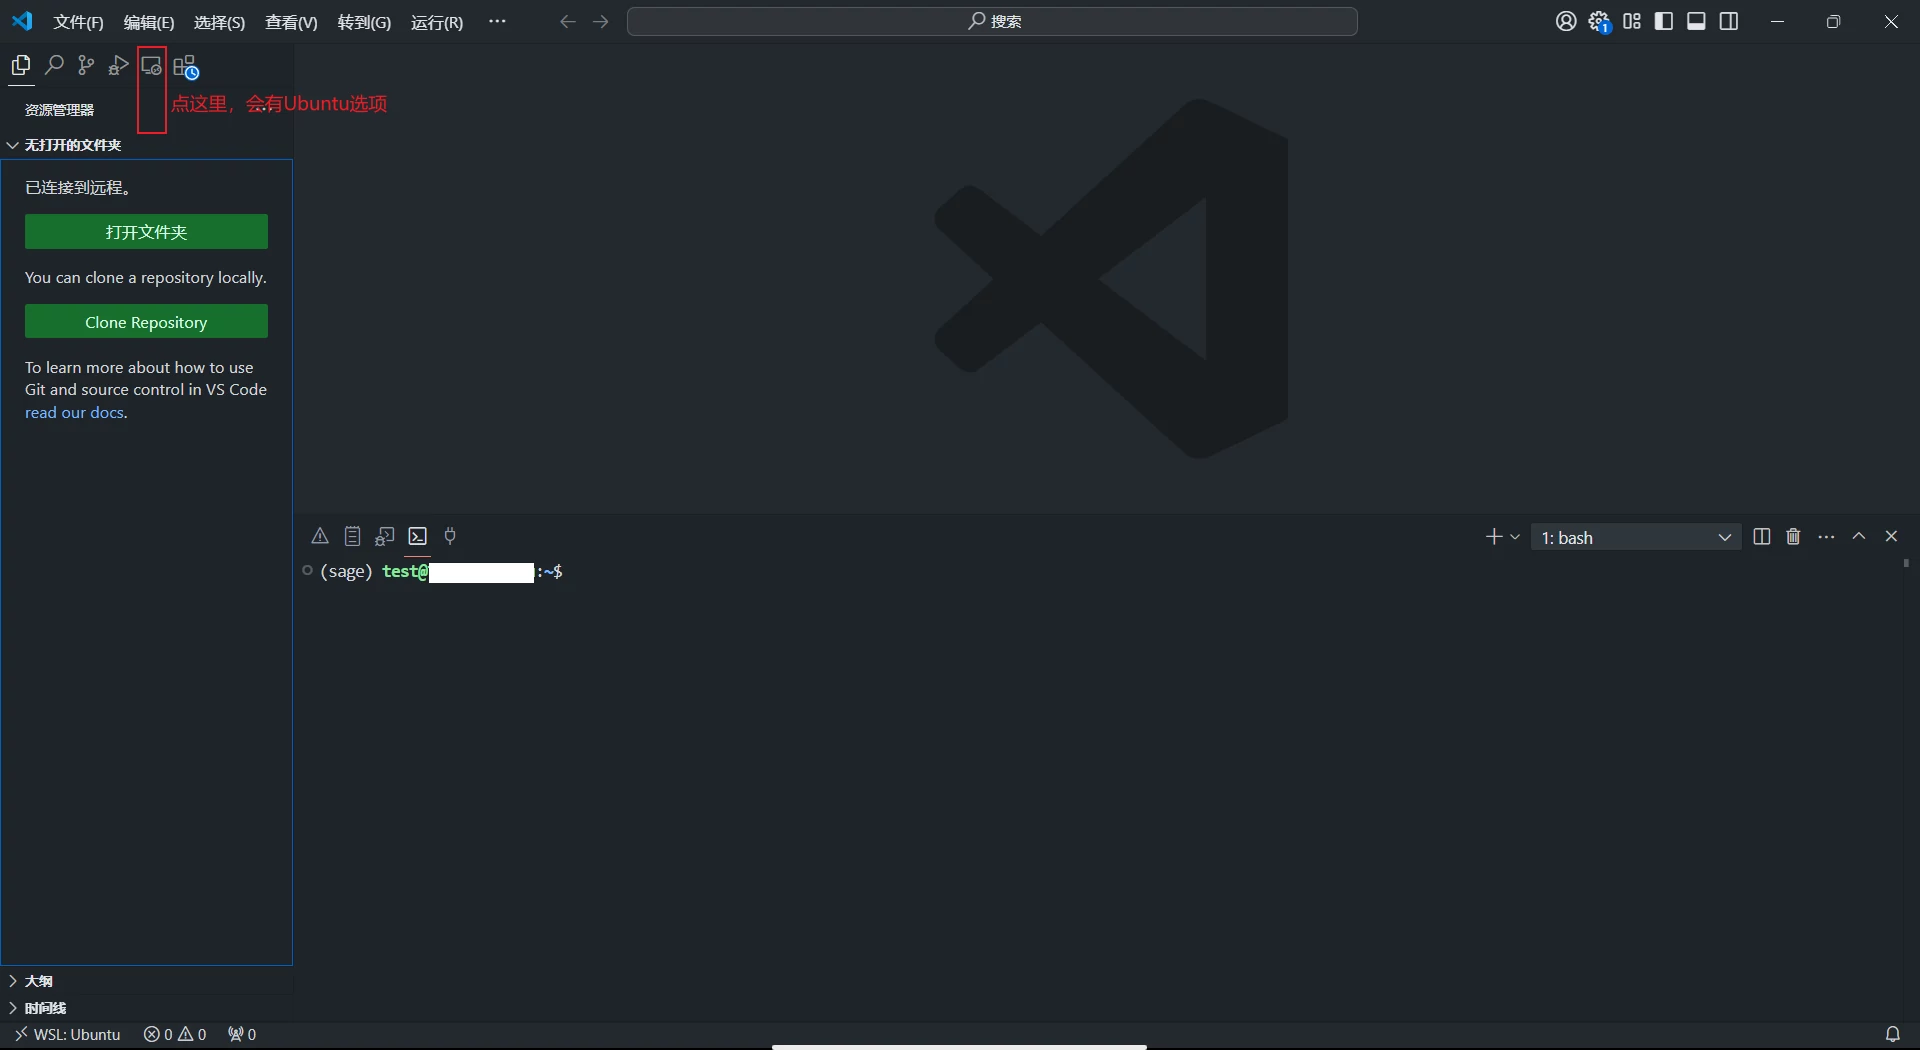 文件(F) 编辑(E) 选择(S) 查看(V) 转到(G) 运行(R) ··· 搜索
1
点这里，会有Ubuntu选项
资源管理器 ···
无打开的文件夹
已连接到远程。
打开文件夹
You can clone a repository locally.
Clone Repository
To learn more about how to use
Git and source control in VS Code
read our docs.
1: bash
(sage) test@ :~$
大纲
时间线
WSL: Ubuntu 0 0 0